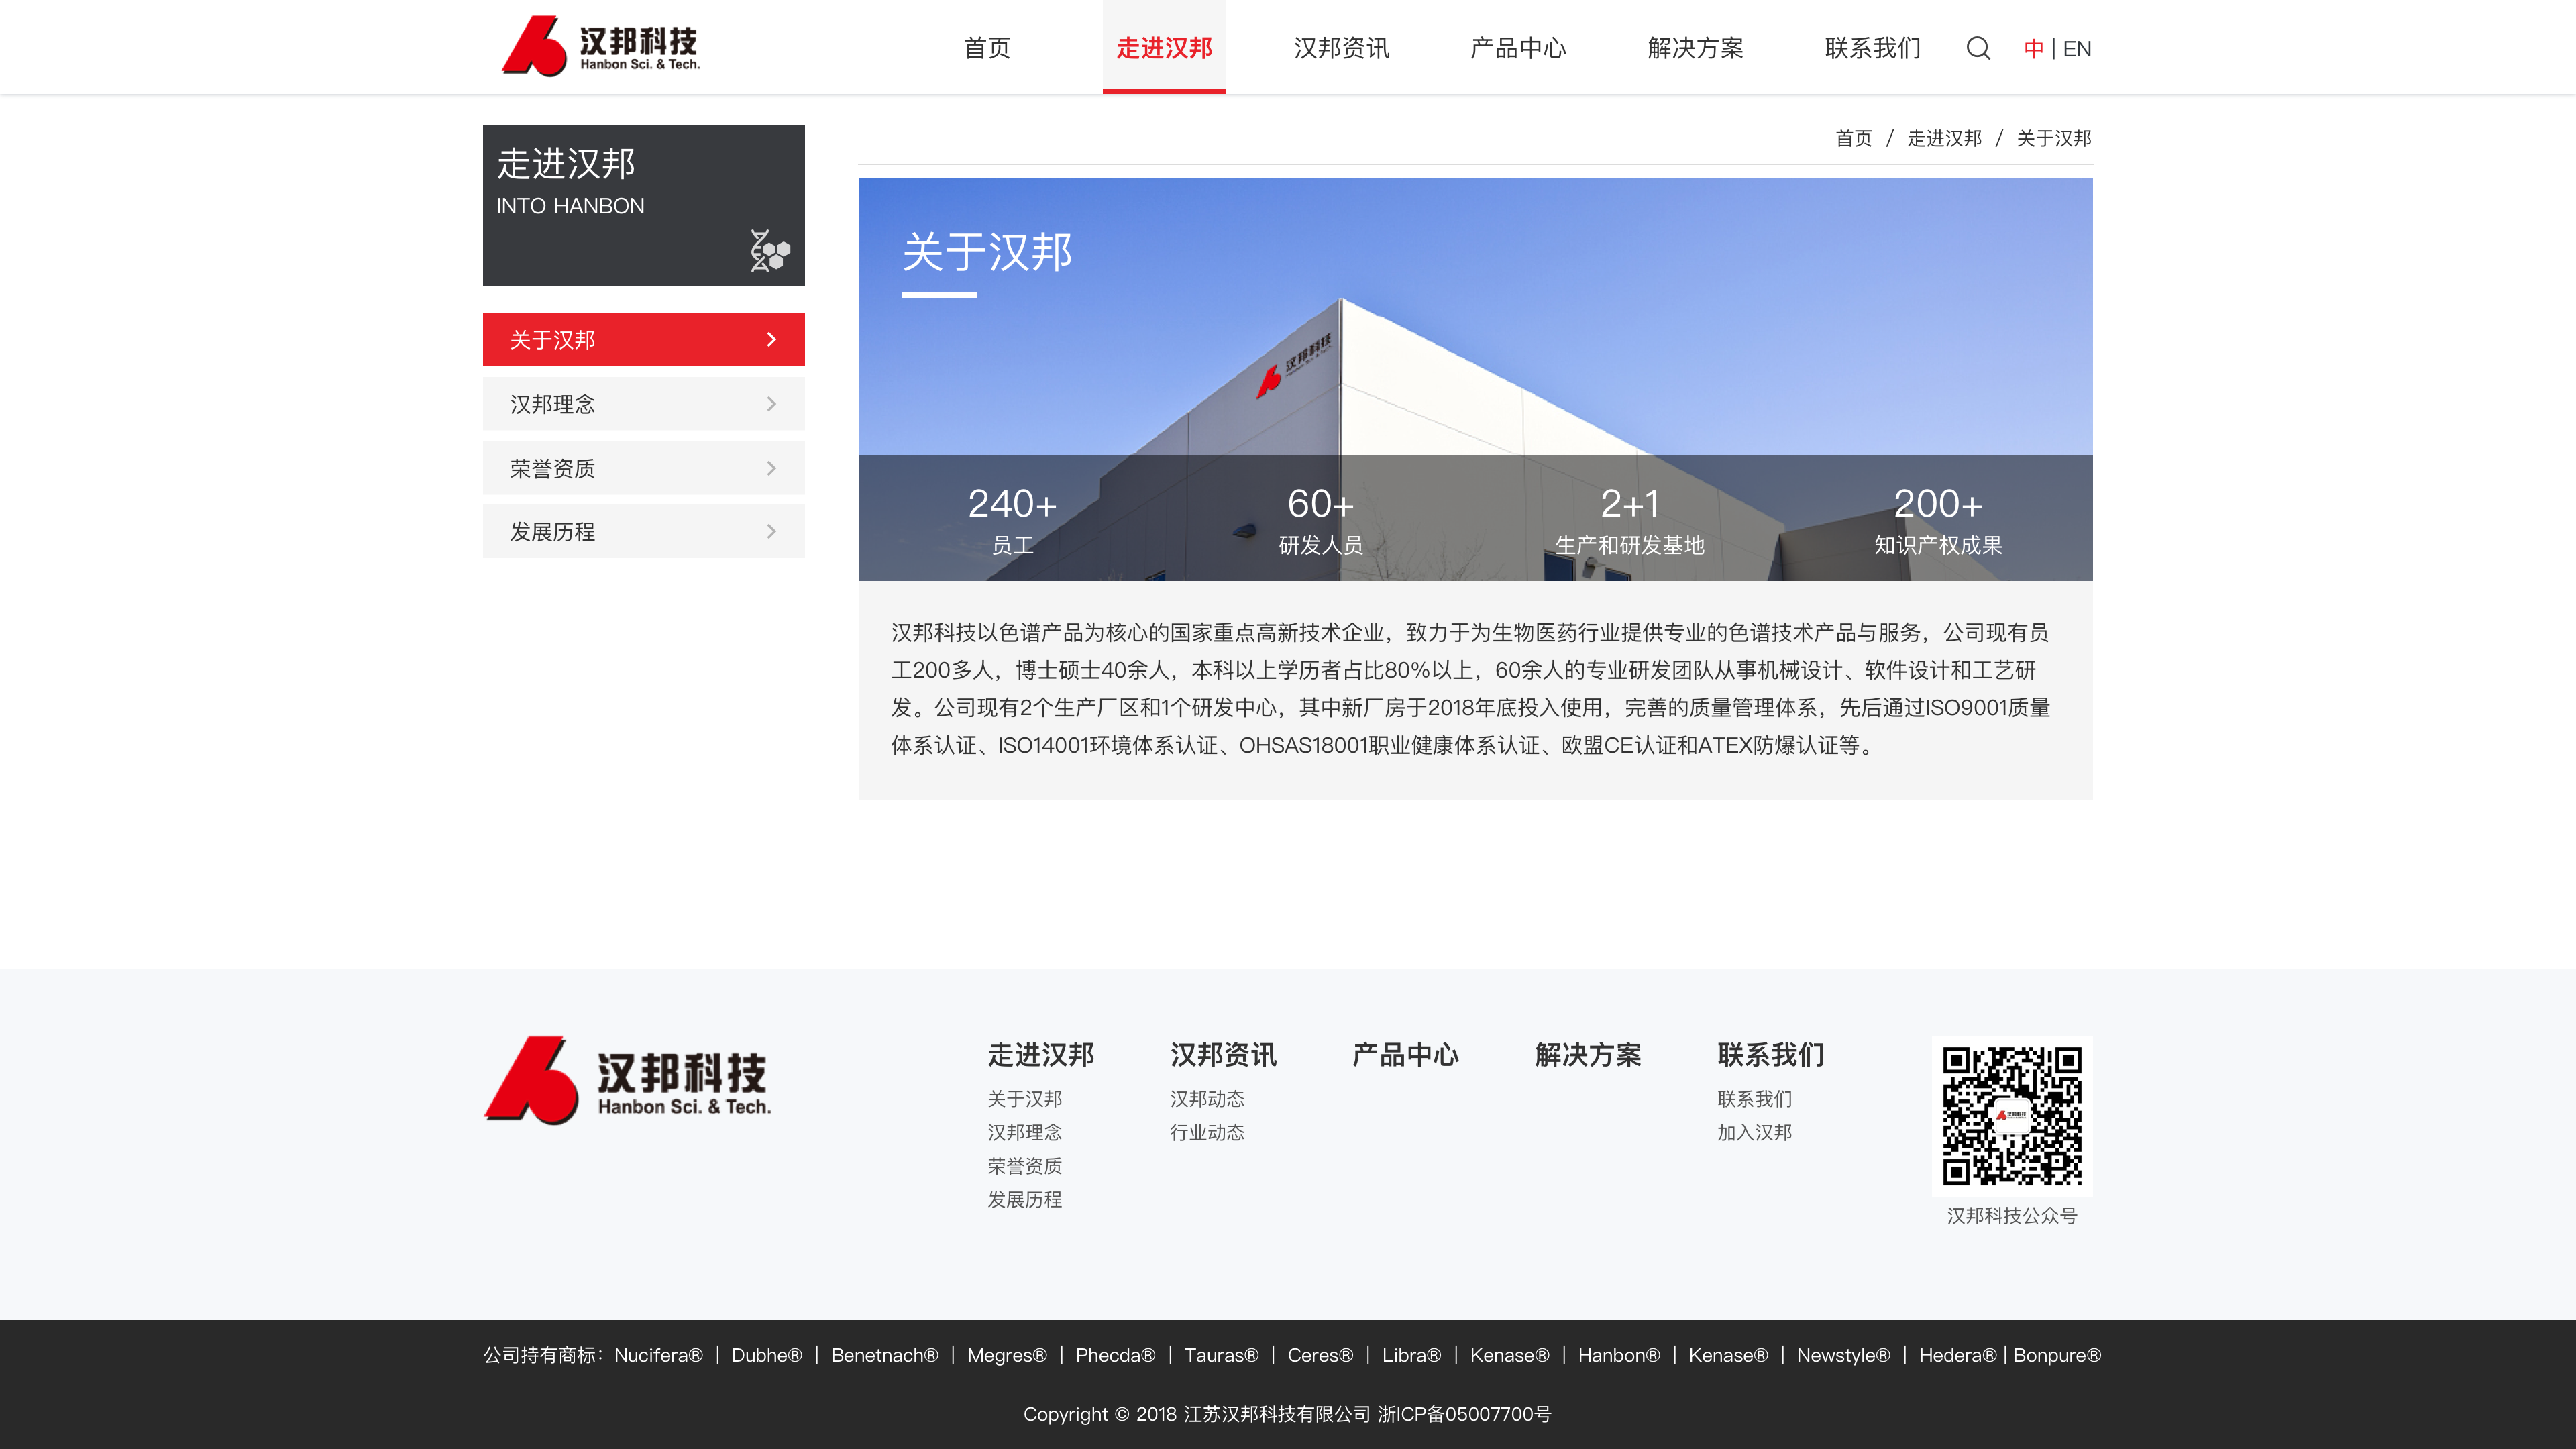 汉邦科技
Hanbon Sci. & Tech.
首页
走进汉邦
汉邦资讯
产品中心
解决方案
联系我们
中 | EN
走进汉邦
INTO HANBON
首页 / 走进汉邦 / 关于汉邦
关于汉邦
汉邦理念
荣誉资质
发展历程
关于汉邦
汉邦科技
Hanbon Sci. & Tech.
240+
员工
60+
研发人员
2+1
生产和研发基地
200+
知识产权成果
汉邦科技以色谱产品为核心的国家重点高新技术企业，致力于为生物医药行业提供专业的色谱技术产品与服务，公司现有员
工200多人，博士硕士40余人，本科以上学历者占比80%以上，60余人的专业研发团队从事机械设计、软件设计和工艺研
发。公司现有2个生产厂区和1个研发中心，其中新厂房于2018年底投入使用，完善的质量管理体系，先后通过ISO9001质量
体系认证、ISO14001环境体系认证、OHSAS18001职业健康体系认证、欧盟CE认证和ATEX防爆认证等。
汉邦科技
Hanbon Sci. & Tech.
走进汉邦
关于汉邦
汉邦理念
荣誉资质
发展历程
汉邦资讯
汉邦动态
行业动态
产品中心
解决方案
联系我们
联系我们
加入汉邦
汉邦科技
汉邦科技公众号
公司持有商标：Nucifera® | Dubhe® | Benetnach® | Megres® | Phecda® | Tauras® | Ceres® | Libra® | Kenase® | Hanbon® | Kenase® | Newstyle® | Hedera® | Bonpure®
Copyright © 2018 江苏汉邦科技有限公司 浙ICP备05007700号